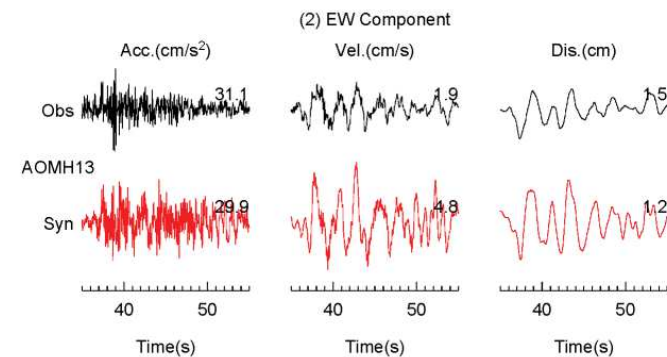 (2) EW Component
Acc.(cm/s²) Vel.(cm/s) Dis.(cm)
Obs 31.1 1.9 1.5
AOMH13
Syn 29.9 4.8 1.2
40 50 40 50 40 50
Time(s) Time(s) Time(s)